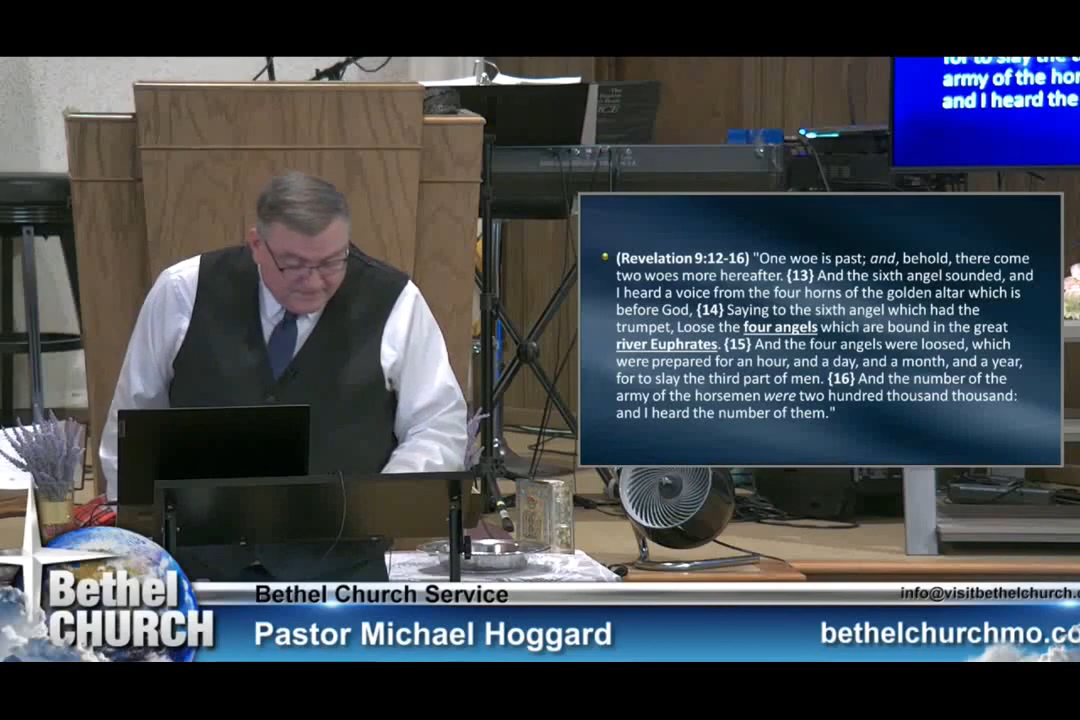 for to slay the
army of the hor
and I heard the
(Revelation 9:12-16) "One woe is past; and, behold, there come
two woes more hereafter. {13} And the sixth angel sounded, and
I heard a voice from the four horns of the golden altar which is
before God, {14} Saying to the sixth angel which had the
trumpet, Loose the four angels which are bound in the great
river Euphrates. {15} And the four angels were loosed, which
were prepared for an hour, and a day, and a month, and a year,
for to slay the third part of men. {16} And the number of the
army of the horsemen were two hundred thousand thousand:
and I heard the number of them."
Bethel
CHURCH
Bethel Church Service
info@visitbethelchurch.
Pastor Michael Hoggard
bethelchurchmo.co